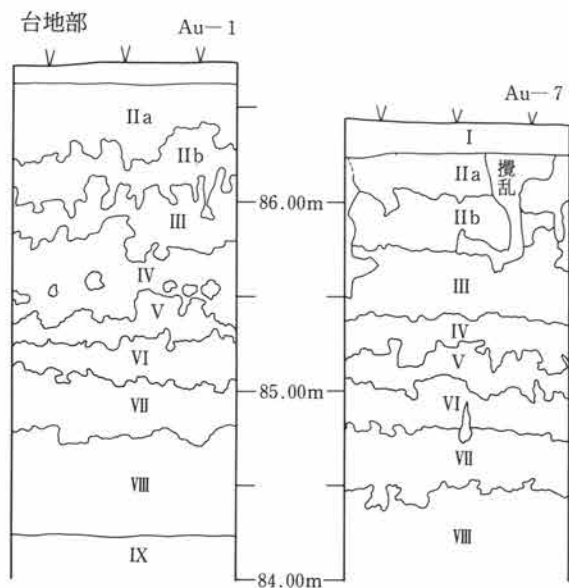 台地部
Au—1
IIa
IIb
III
IV
V
VI
VII
VIII
IX
86.00m
85.00m
84.00m
Au—7
I
IIa
攪乱
IIb
III
IV
V
VI
VII
VIII